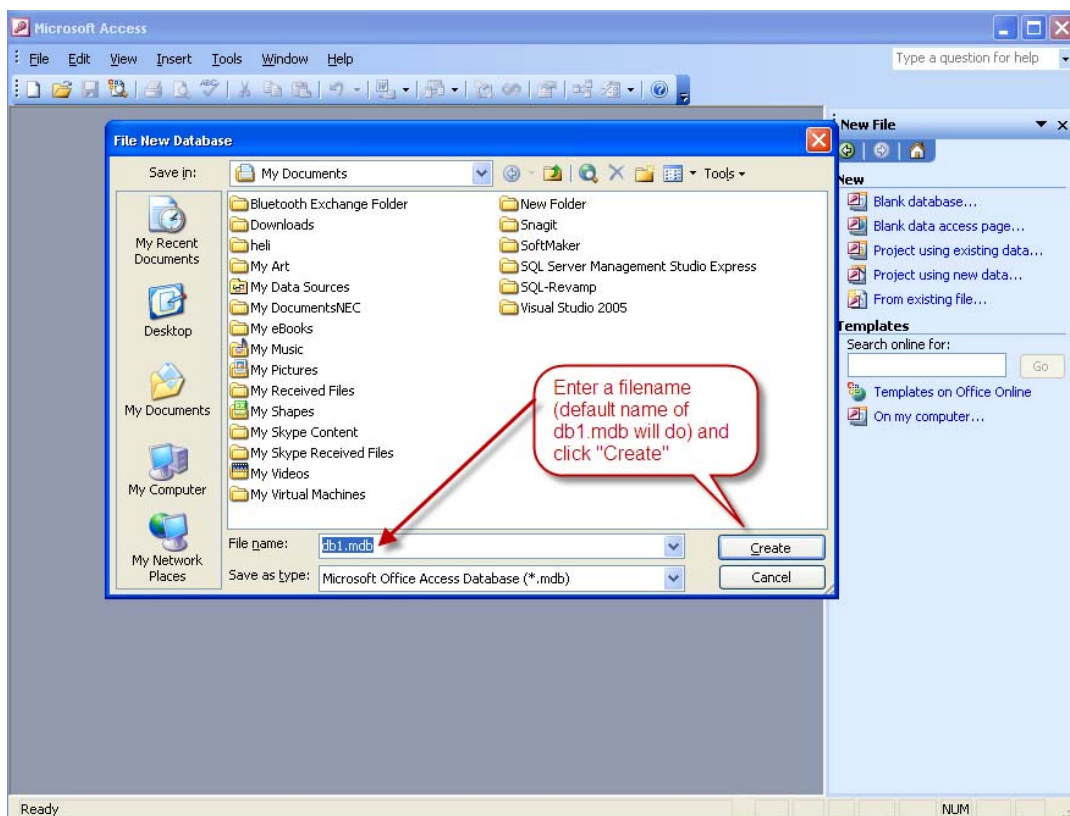 Microsoft Access
File Edit View Insert Tools Window Help
Type a question for help
File New Database
Save in:
My Documents
Tools
My Recent
Documents
Desktop
My Documents
My Computer
My Network
Places
Bluetooth Exchange Folder
Downloads
heli
My Art
My Data Sources
My DocumentsNEC
My eBooks
My Music
My Pictures
My Received Files
My Shapes
My Skype Content
My Skype Received Files
My Videos
My Virtual Machines
New Folder
Snagit
SoftMaker
SQL Server Management Studio Express
SQL-Revamp
Visual Studio 2005
Enter a filename
(default name of
db1.mdb will do) and
click "Create"
File name:
db1.mdb
Create
Save as type:
Microsoft Office Access Database (*.mdb)
Cancel
New File
New
Blank database...
Blank data access page...
Project using existing data...
Project using new data...
From existing file...
Templates
Search online for:
Go
Templates on Office Online
On my computer...
Ready
NUM